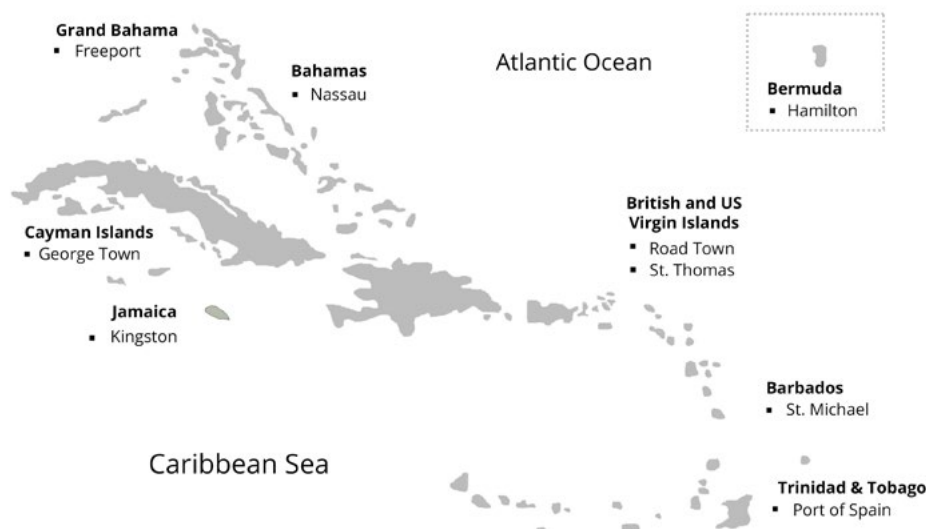 Grand Bahama
▪ Freeport
Bahamas
▪ Nassau
Atlantic Ocean
Bermuda
▪ Hamilton
British and US
Virgin Islands
▪ Road Town
▪ St. Thomas
Cayman Islands
▪ George Town
Jamaica
▪ Kingston
Barbados
▪ St. Michael
Caribbean Sea
Trinidad & Tobago
▪ Port of Spain